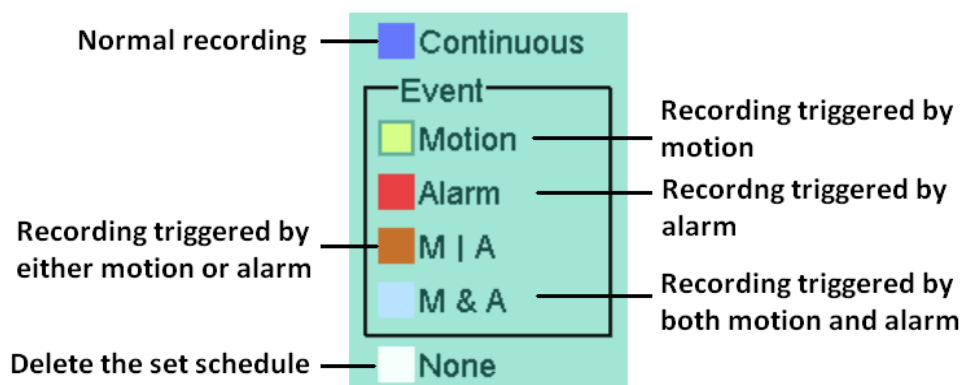 Normal recording
Continuous
Event
Motion
Recording triggered by
motion
Alarm
Recordng triggered by
alarm
Recording triggered by
either motion or alarm
M | A
M & A
Recording triggered by
both motion and alarm
Delete the set schedule
None